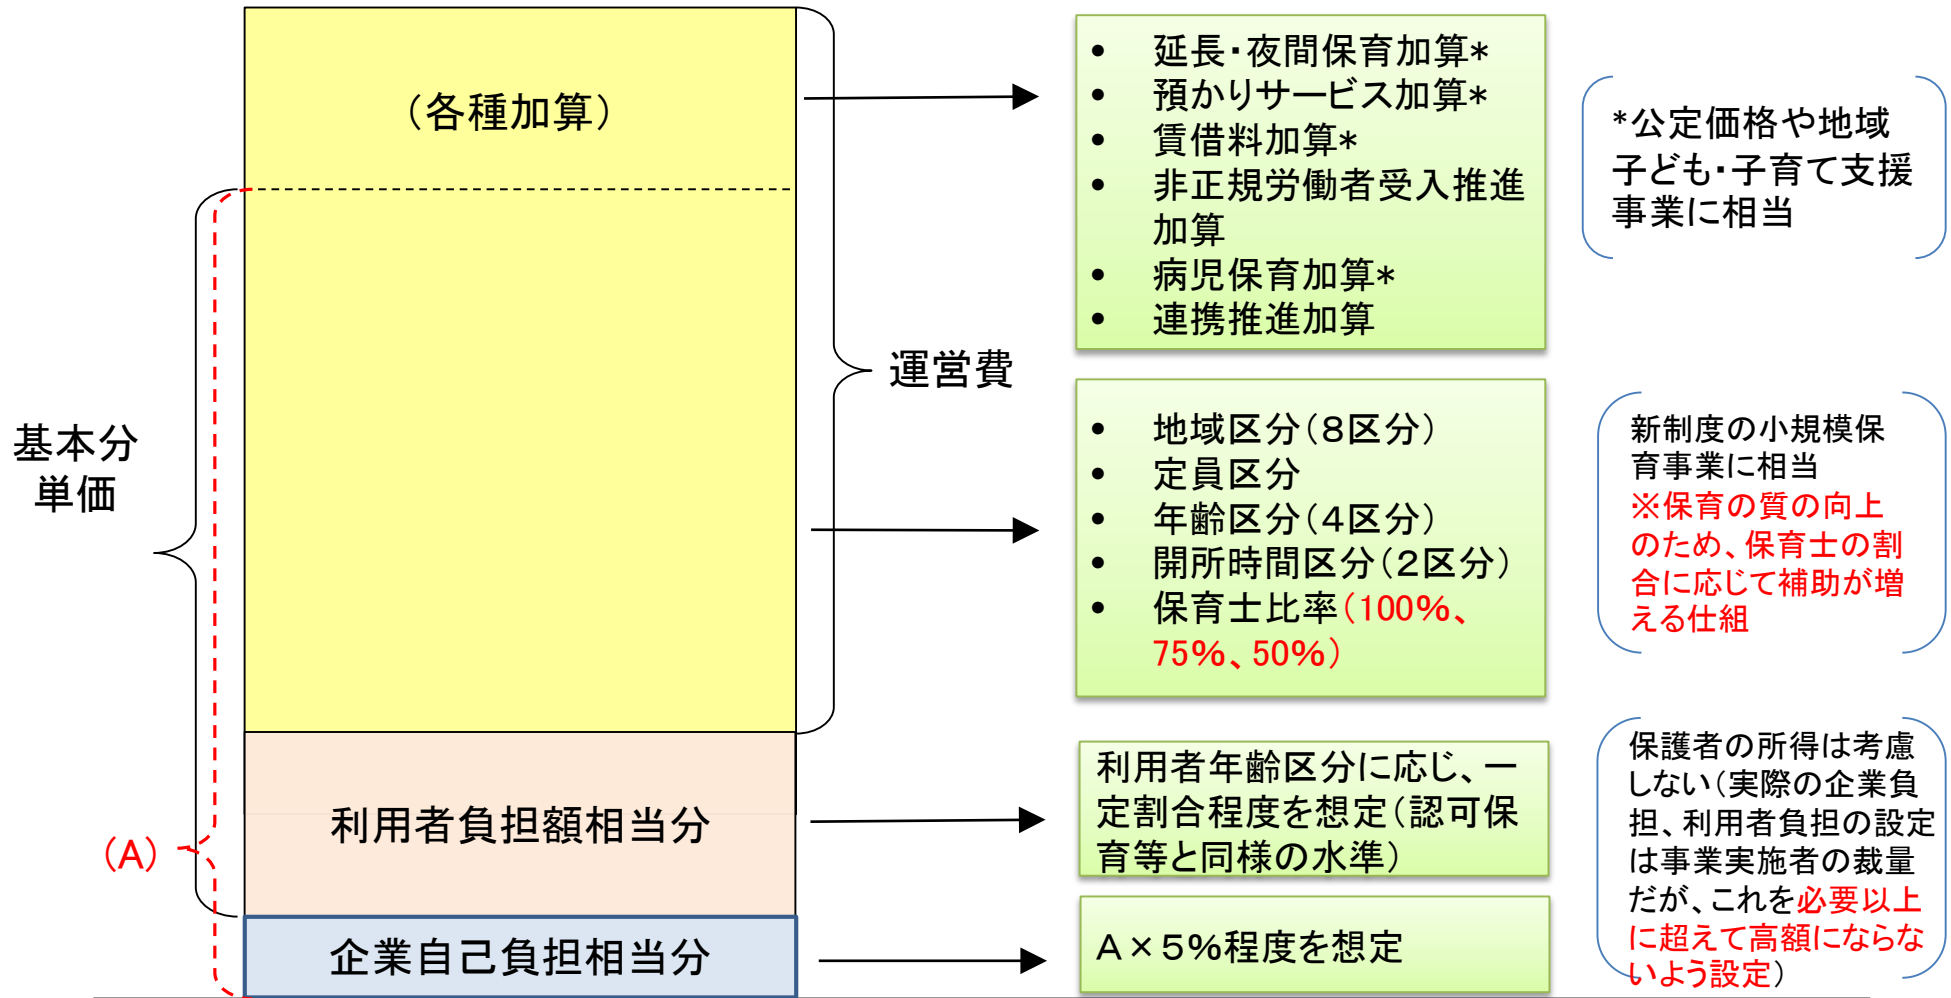 (各種加算)
基本分
単価
(A)
運営費
利用者負担額相当分
企業自己負担相当分
• 延長・夜間保育加算*
• 預かりサービス加算*
• 賃借料加算*
• 非正規労働者受入推進
加算
• 病児保育加算*
• 連携推進加算
*公定価格や地域
子ども・子育て支援
事業に相当
• 地域区分(8区分)
• 定員区分
• 年齢区分(4区分)
• 開所時間区分(2区分)
• 保育士比率(100%、
75%、50%)
新制度の小規模保
育事業に相当
※保育の質の向上
のため、保育士の割
合に応じて補助が増
える仕組
利用者年齢区分に応じ、一
定割合程度を想定(認可保
育等と同様の水準)
A×5%程度を想定
保護者の所得は考慮
しない(実際の企業負
担、利用者負担の設定
は事業実施者の裁量
だが、これを必要以上
に超えて高額にならな
いよう設定)